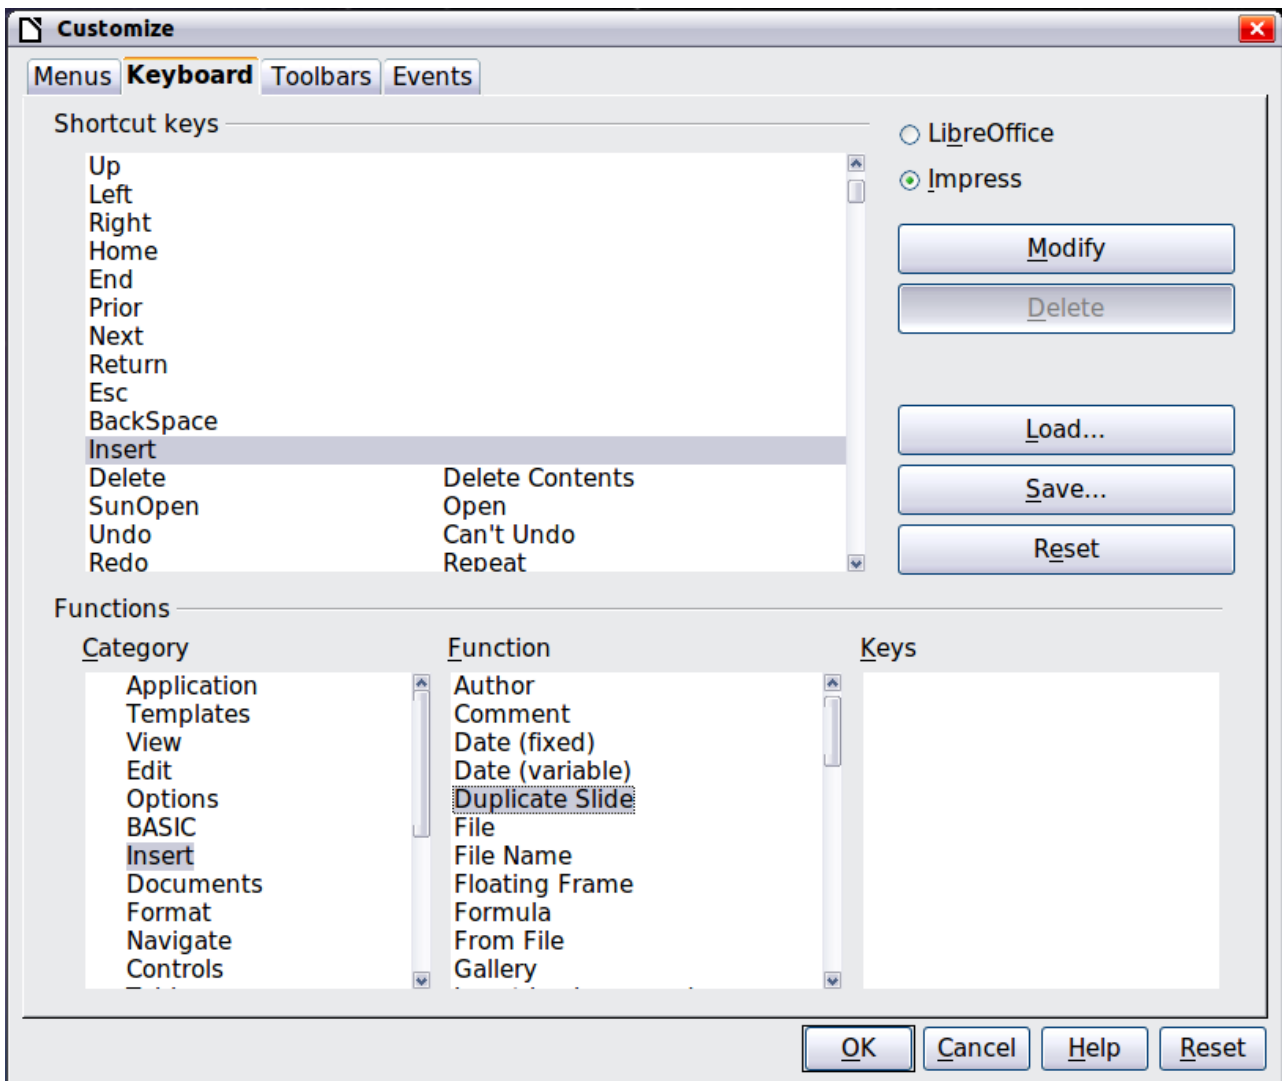 Customize
Menus Keyboard Toolbars Events
Shortcut keys
Up
Left
Right
Home
End
Prior
Next
Return
Esc
BackSpace
Insert
Delete Delete Contents
SunOpen Open
Undo Can't Undo
Redo Repeat
LibreOffice
Impress
Modify
Delete
Load...
Save...
Reset
Functions
Category
Application
Templates
View
Edit
Options
BASIC
Insert
Documents
Format
Navigate
Controls
Function
Author
Comment
Date (fixed)
Date (variable)
Duplicate Slide
File
File Name
Floating Frame
Formula
From File
Gallery
Keys
OK Cancel Help Reset